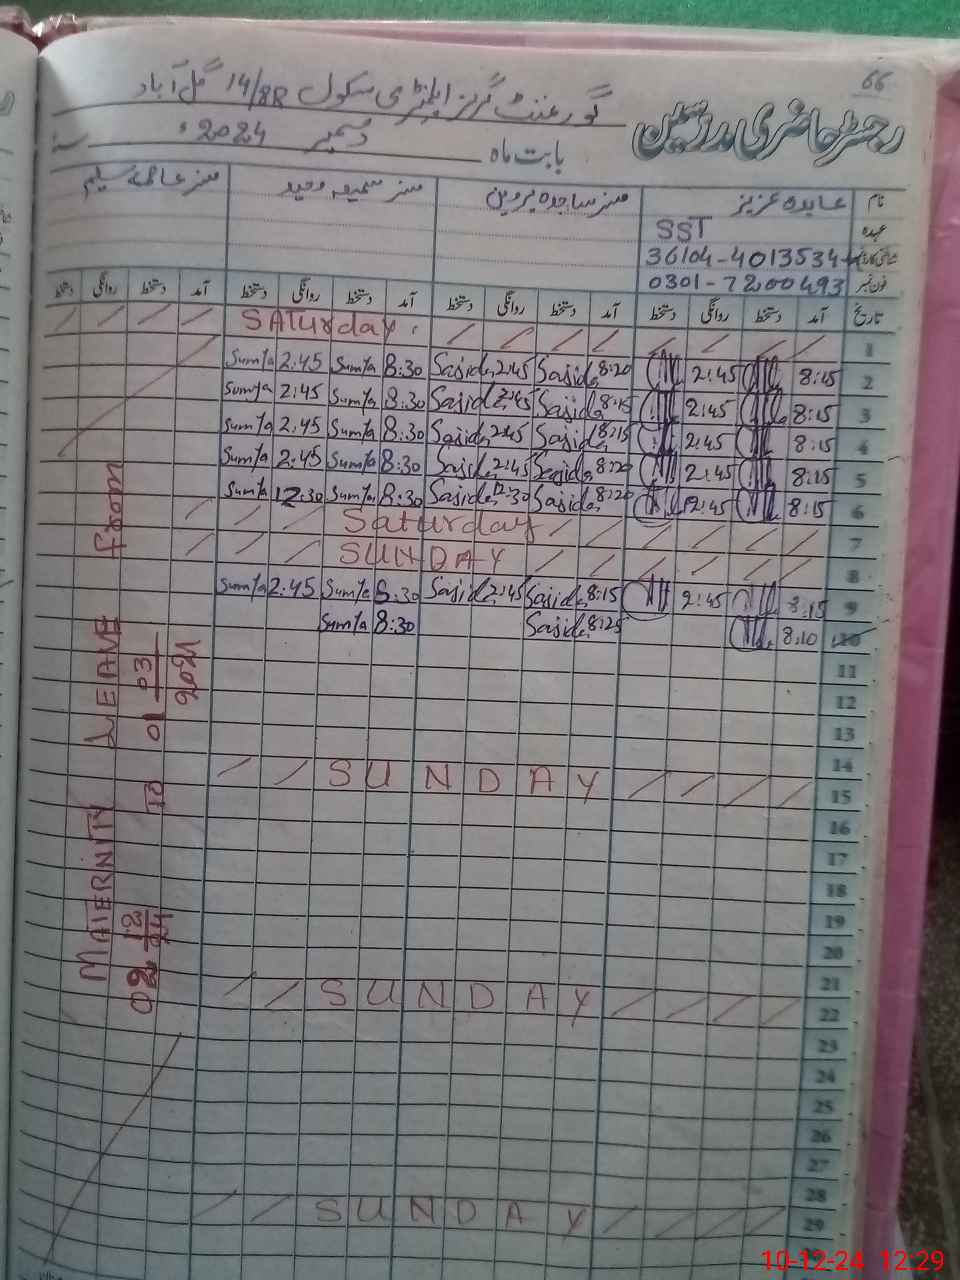 66
رجسٹر حاضری مدرسین
گورنمنٹ گرلز ایلیمنٹری سکول 14/8R گل آباد
بابت ماہ دسمبر 2024ء
نام عابدہ عزیز مسز ساجدہ پروین مسز سمیعہ وحید
عہدہ SST
36104-4013534
فون نمبر 0301-7200493
تاریخ آمد دستخط روانگی دستخط آمد دستخط روانگی دستخط آمد دستخط روانگی دستخط آمد دستخط روانگی دستخط
1 SATurday
2 8:15 2:45 8:20 Sajida 2:45 Sajida 8:30 Sumya 2:45 Sumya
3 8:15 2:45 8:15 Sajida 2:45 Sajida 8:30 Sumya 2:45 Sumya
4 8:15 2:45 8:15 Sajida 2:45 Sajida 8:30 Sumya 2:45 Sumya
5 8:15 2:45 8:20 Sajida 2:45 Sajida 8:30 Sumya 2:45 Sumya
6 8:15 12:45 8:20 Sajida 12:30 Sajida 8:30 Sumya 12:30 Sumya
7 Saturday
8 SUNDAY
9 8:15 2:45 8:15 Sajida 2:45 Sajida 8:30 Sumya 2:45 Sumya
10 8:10 8:25 Sajida 8:30 Sumya
11
12
13
14
15 SUNDAY
16
17
18
19
20
21
22 SUNDAY
23
24
25
26
27
28
29 SUNDAY
MATERNITY LEAVE from
To 01 03
10-12-24 12:29